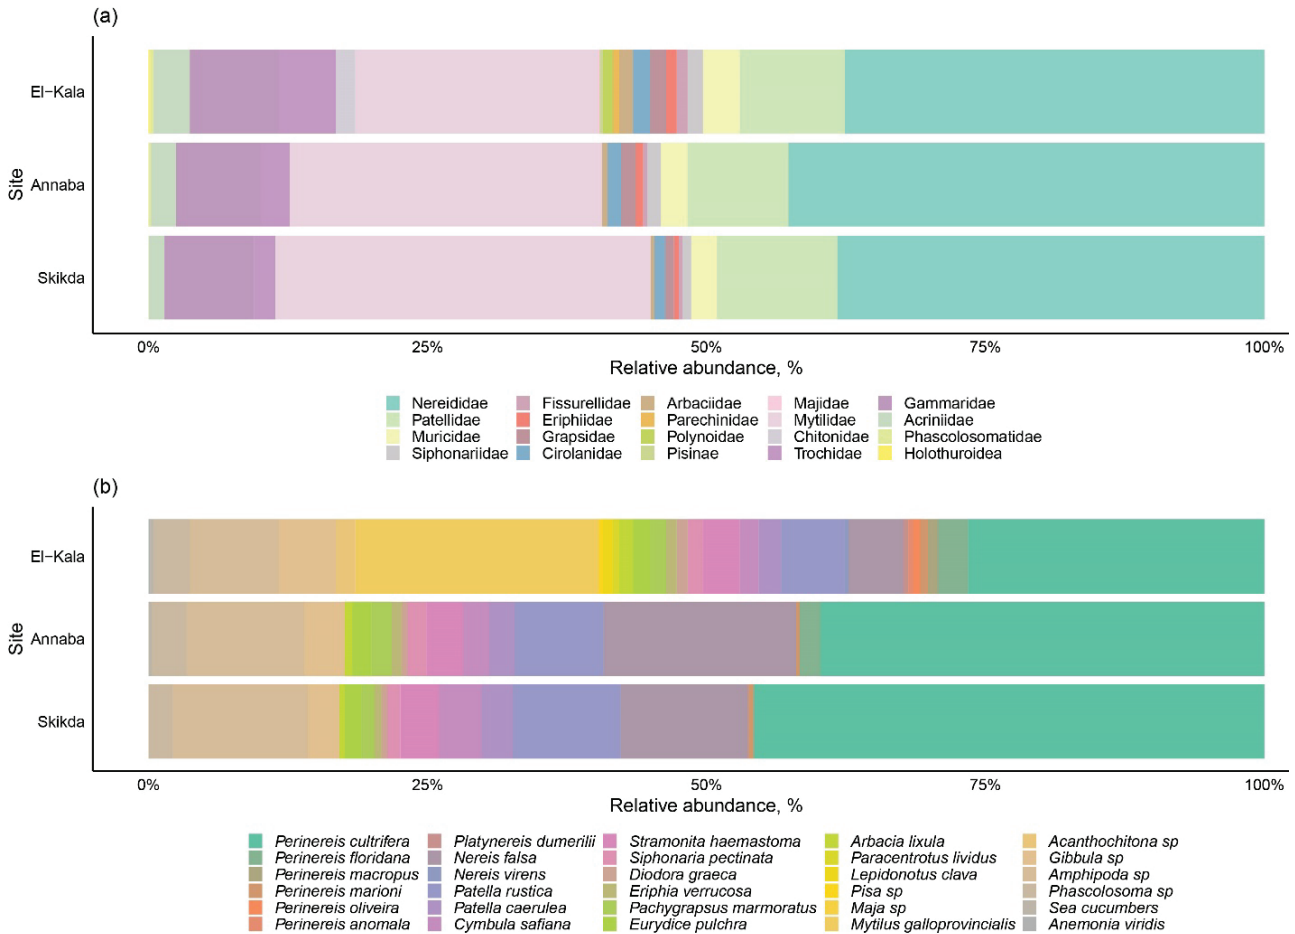 (a)
El−Kala
Annaba
Skikda
Site
0% 25% 50% 75% 100%
Relative abundance, %
Nereididae Fissurellidae Arbaciidae Majidae Gammaridae
Patellidae Eriphiidae Parechinidae Mytilidae Acriniidae
Muricidae Grapsidae Polynoidae Chitonidae Phascolosomatidae
Siphonariidae Cirolanidae Pisinae Trochidae Holothuroidea
(b)
El−Kala
Annaba
Skikda
Site
0% 25% 50% 75% 100%
Relative abundance, %
Perinereis cultrifera Platynereis dumerilii Stramonita haemastoma Arbacia lixula Acanthochitona sp
Perinereis floridana Nereis falsa Siphonaria pectinata Paracentrotus lividus Gibbula sp
Perinereis macropus Nereis virens Diodora graeca Lepidonotus clava Amphipoda sp
Perinereis marioni Patella rustica Eriphia verrucosa Pisa sp Phascolosoma sp
Perinereis oliveira Patella caerulea Pachygrapsus marmoratus Maja sp Sea cucumbers
Perinereis anomala Cymbula safiana Eurydice pulchra Mytilus galloprovincialis Anemonia viridis